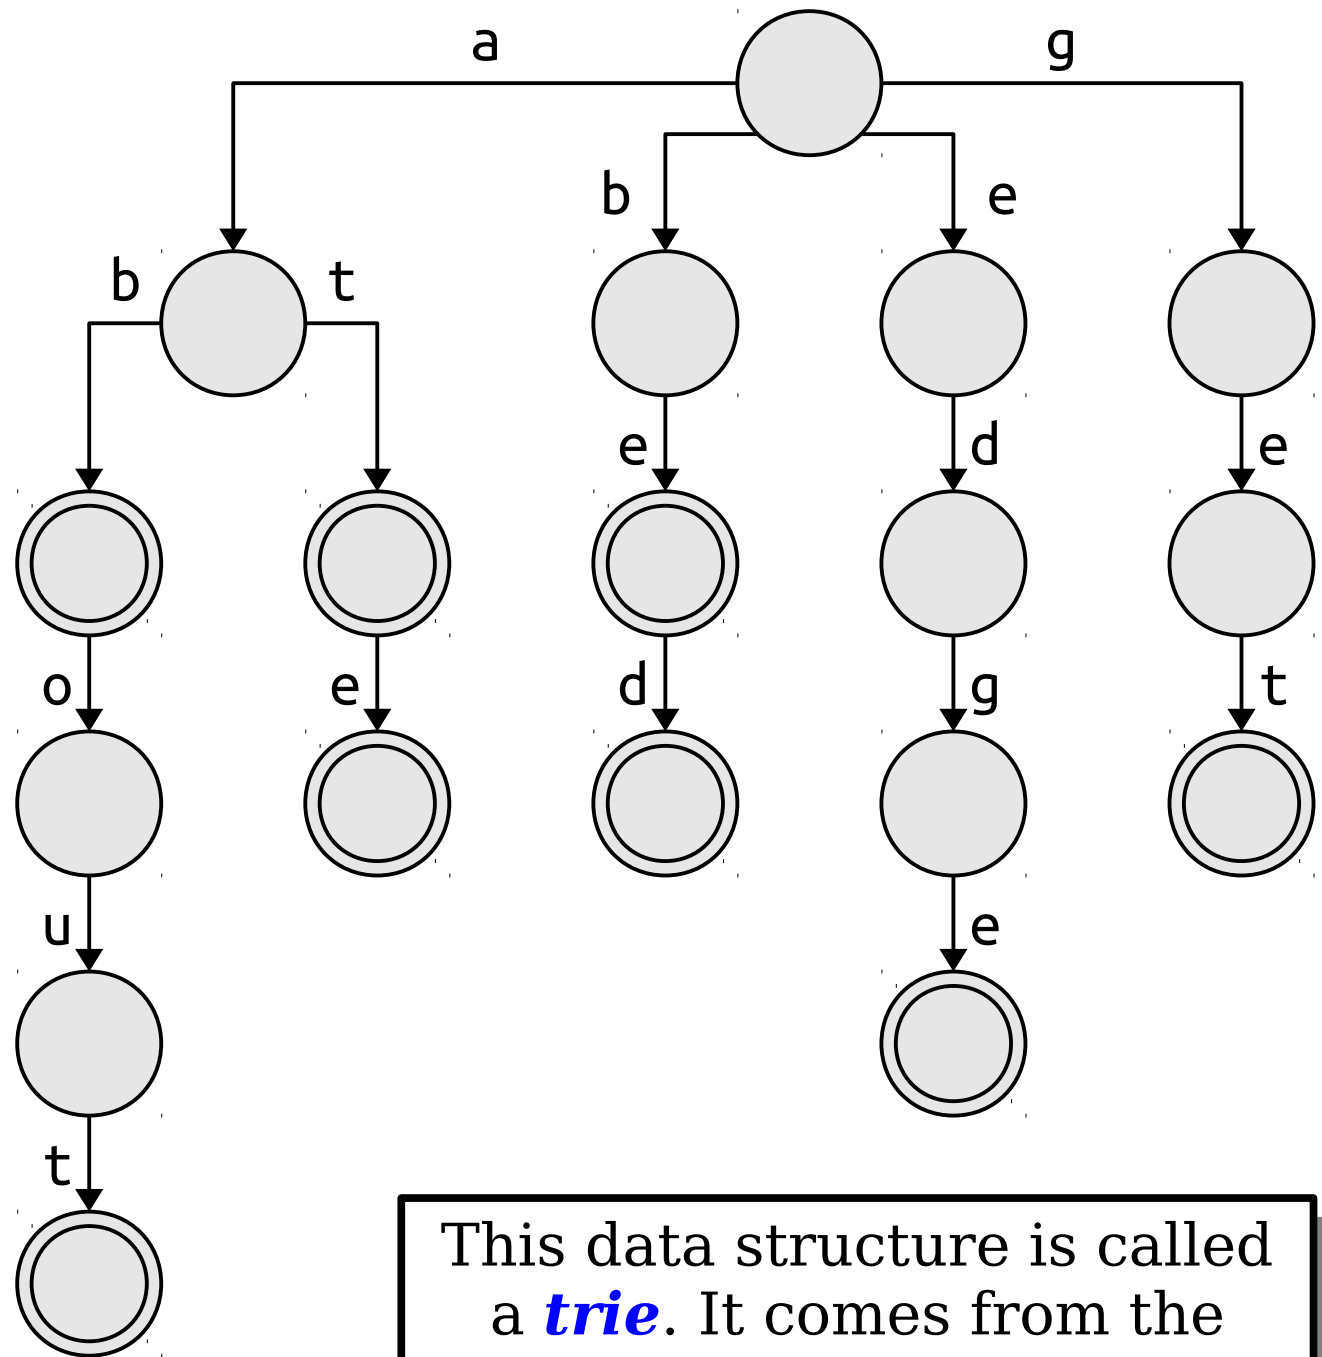 a g
b e
b t
e d e
o e d g t
u e
t
This data structure is called
a trie. It comes from the